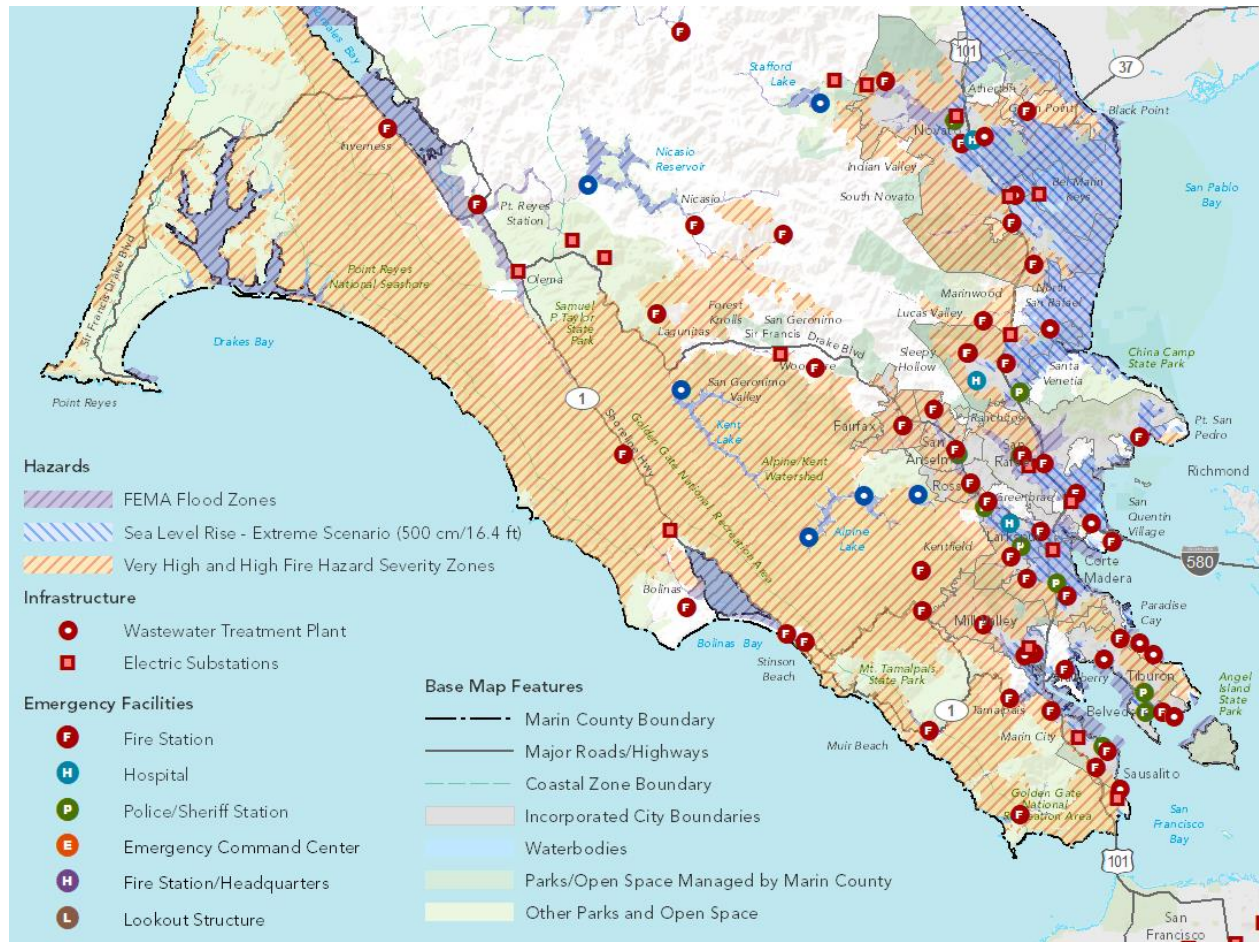 101
37
Stafford
Lake
Atherton
Black Point
Novato
Inverness
Indian Valley
Nicasio
Reservoir
Bel Marin
Keys
San Pablo
Bay
South Novato
Nicasio
Pt. Reyes
Station
Olema
Point Reyes
National Seashore
Sir Francis Drake Blvd
Drakes Bay
Point Reyes
Samuel
P. Taylor
State
Park
Lagunitas
Forest
Knolls
San Geronimo
Sir Francis Drake Blvd
Marinwood
Lucas Valley
North
San Rafael
Sleepy
Hollow
Santa
Venetia
China Camp
State Park
San Geronimo
Valley
Kent
Lake
1
Shoreline Hwy
Golden Gate National Recreation Area
Fairfax
San
Anselmo
San
Pt. San
Pedro
Alpine/Kent
Watershed
Ross
Greenbrae
Richmond
San
Quentin
Village
Alpine
Lake
Kentfield
Corte
Madera
580
Bolinas
Bolinas Bay
Stinson
Beach
Mill Valley
Paradise
Cay
Mt. Tamalpais
State Park
Tiburon
Angel
Island
State
Park
1
Muir Beach
Marin City
Sausalito
Golden Gate
National
Recreation Area
San
Francisco
Bay
101
San
Francisco
Hazards
FEMA Flood Zones
Sea Level Rise - Extreme Scenario (500 cm/16.4 ft)
Very High and High Fire Hazard Severity Zones
Infrastructure
Wastewater Treatment Plant
Electric Substations
Emergency Facilities
F Fire Station
H Hospital
P Police/Sheriff Station
E Emergency Command Center
H Fire Station/Headquarters
L Lookout Structure
Base Map Features
Marin County Boundary
Major Roads/Highways
Coastal Zone Boundary
Incorporated City Boundaries
Waterbodies
Parks/Open Space Managed by Marin County
Other Parks and Open Space